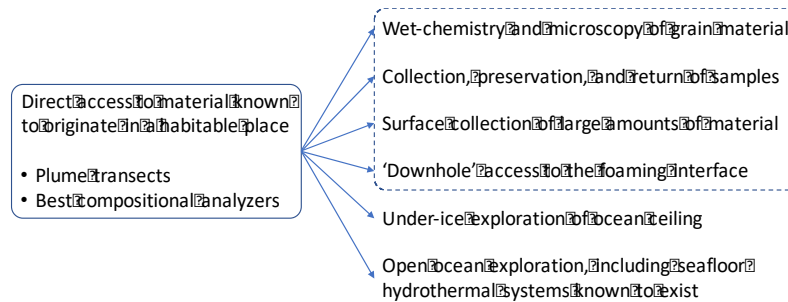 Wet-chemistry and microscopy of grain material
Collection, preservation, and return of samples
Direct access to material known
to originate in a habitable place
Surface collection of large amounts of material
• Plume transects
• Best compositional analyzers
'Downhole' access to the foaming interface
Under-ice exploration of ocean ceiling
Open ocean exploration, including seafloor
hydrothermal systems known to exist